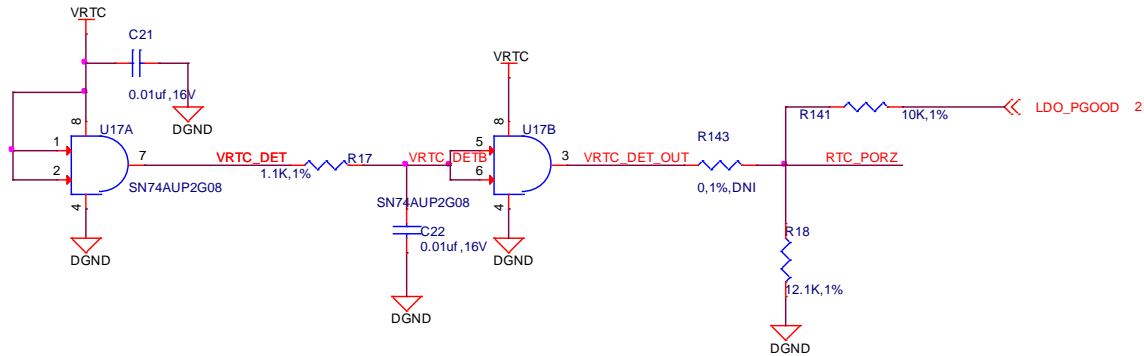 VRTC
C21
0.01uf,16V
DGND
8
U17A
1
2
7
4
SN74AUP2G08
DGND
VRTC_DET
R17
1.1K,1%
VRTC_DETB
SN74AUP2G08
C22
0.01uf,16V
DGND
VRTC
8
U17B
5
6
3
4
DGND
VRTC_DET_OUT
R143
0,1%,DNI
R141
10K,1%
LDO_PGOOD 2
RTC_PORZ
R18
12.1K,1%
DGND